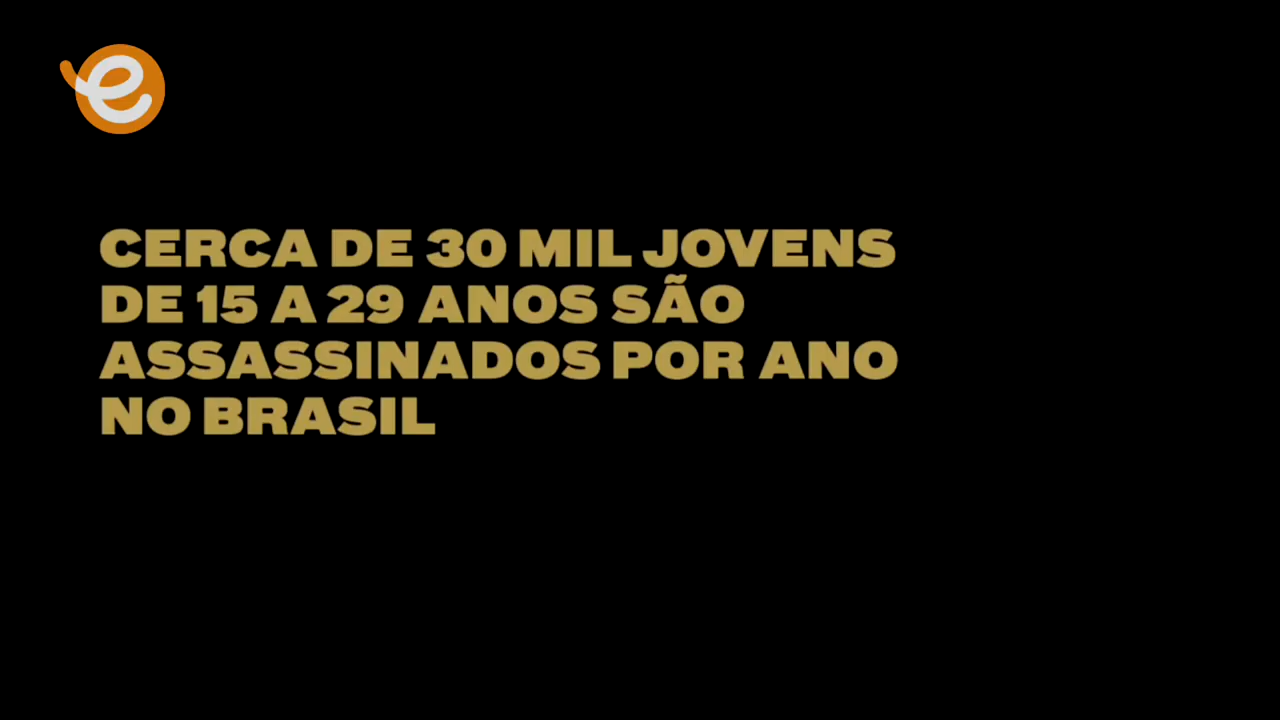 e
CERCA DE 30 MIL JOVENS
DE 15 A 29 ANOS SÃO
ASSASSINADOS POR ANO
NO BRASIL